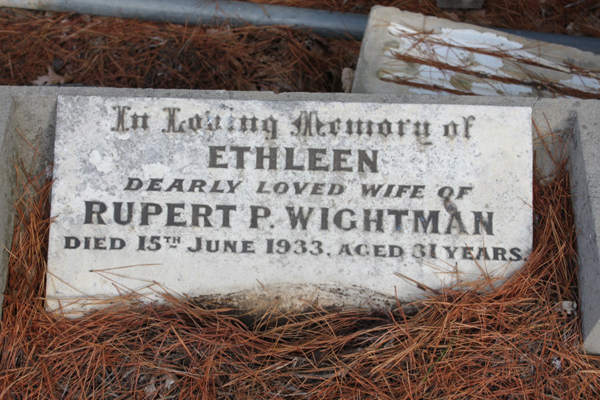 In Loving Memory of
ETHLEEN
DEARLY LOVED WIFE OF
RUPERT P. WIGHTMAN
DIED 15TH JUNE 1933, AGED 31 YEARS.